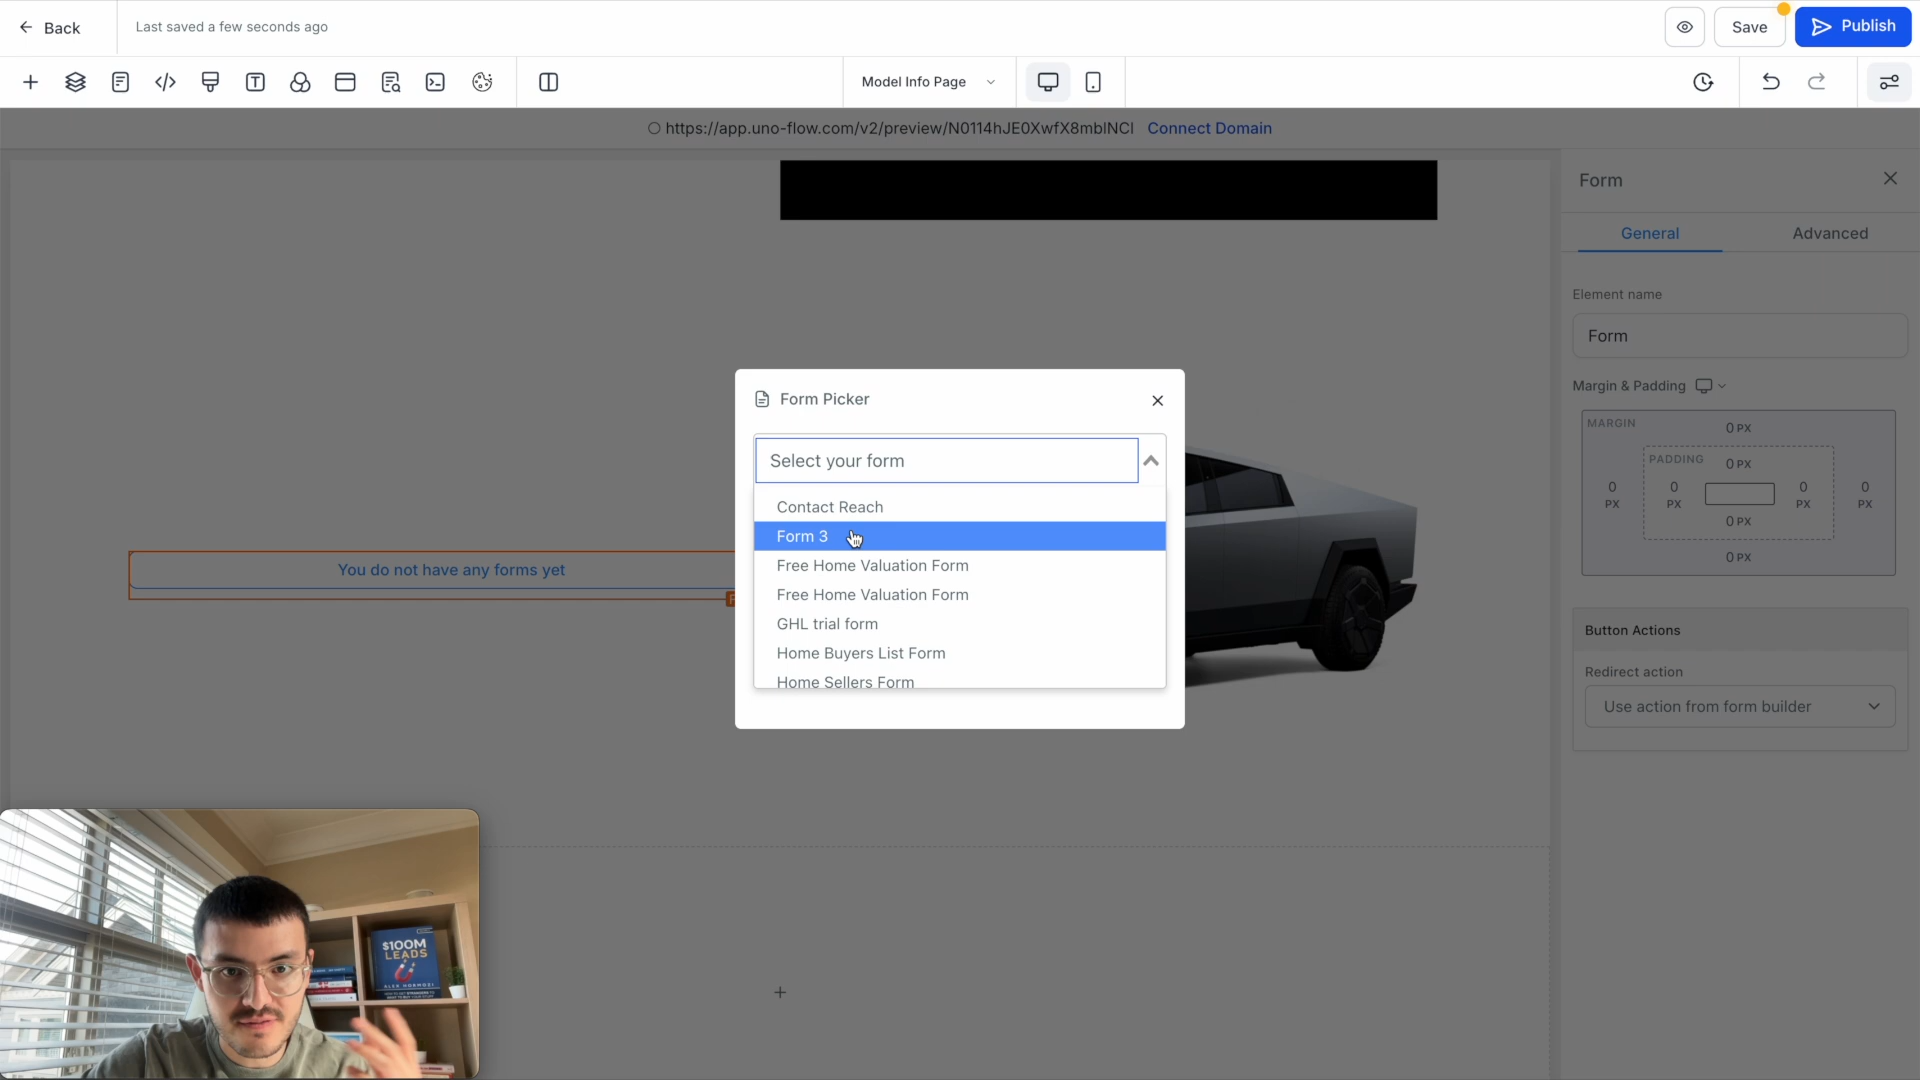 Back
Last saved a few seconds ago
Save
Publish
Model Info Page
https://app.uno-flow.com/v2/preview/N0114hJE0XwfX8mbINCl Connect Domain
Form
General
Advanced
Element name
Form
Margin & Padding
MARGIN
0 PX
PADDING
0 PX
0
PX
0
PX
0
PX
0
PX
0 PX
0 PX
Button Actions
Redirect action
Use action from form builder
Form Picker
Select your form
Contact Reach
Form 3
Free Home Valuation Form
Free Home Valuation Form
GHL trial form
Home Buyers List Form
Home Sellers Form
You do not have any forms yet
$100M
LEADS
ALEX HORMOZI